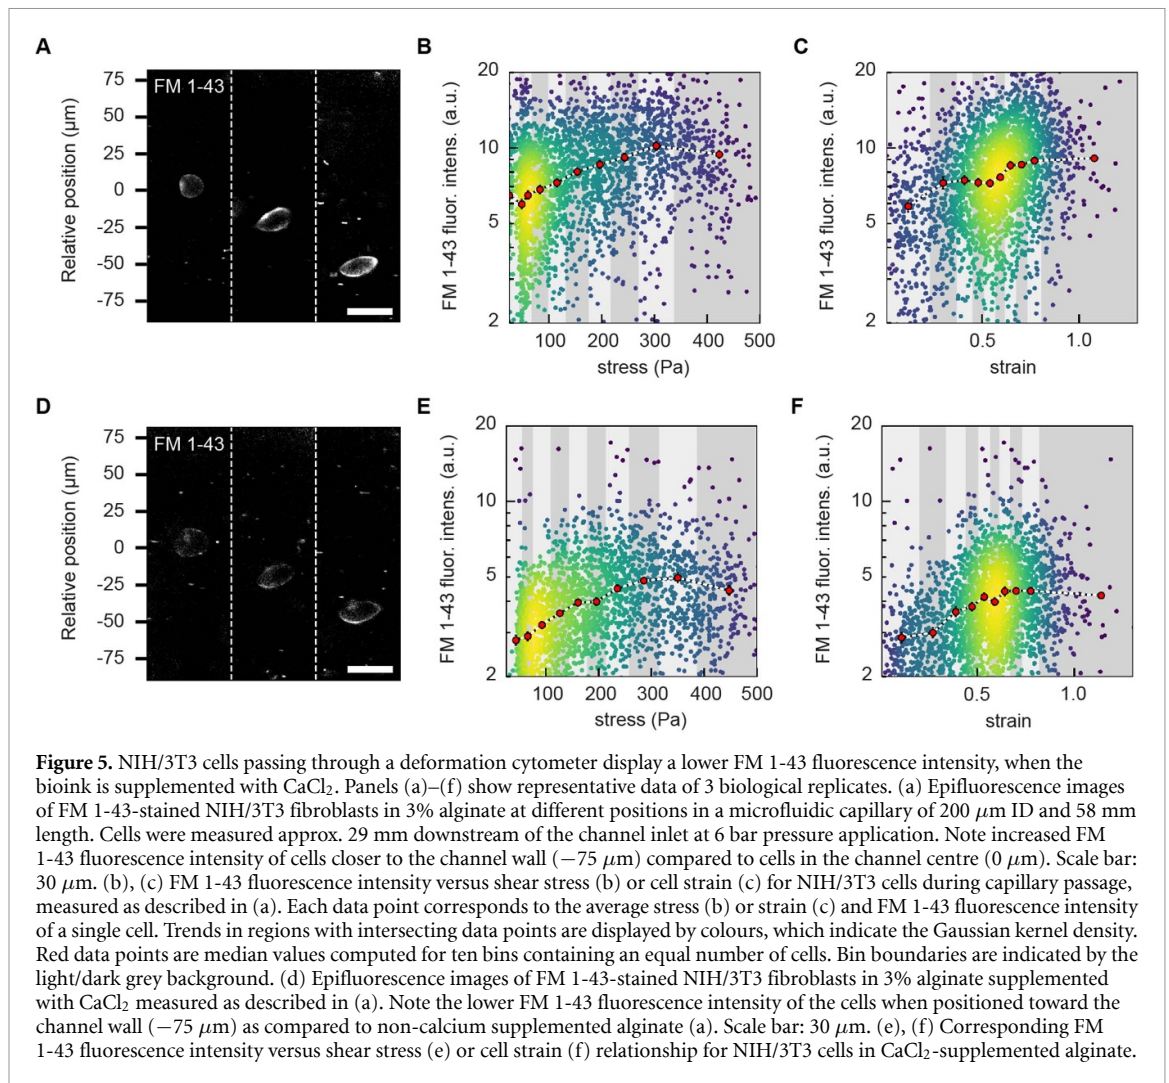 A
B
C
Relative position (µm)
75
50
25
0
-25
-50
-75
FM 1-43
FM 1-43 fluor. intens. (a.u.)
20
10
5
2
100
200
300
400
500
stress (Pa)
FM 1-43 fluor. intens. (a.u.)
20
10
5
2
0.5
1.0
strain
D
E
F
Relative position (µm)
75
50
25
0
-25
-50
-75
FM 1-43
FM 1-43 fluor. intens. (a.u.)
20
10
5
2
100
200
300
400
500
stress (Pa)
FM 1-43 fluor. intens. (a.u.)
20
10
5
2
0.5
1.0
strain
Figure 5. NIH/3T3 cells passing through a deformation cytometer display a lower FM 1-43 fluorescence intensity, when the
bioink is supplemented with CaCl₂. Panels (a)–(f) show representative data of 3 biological replicates. (a) Epifluorescence images
of FM 1-43-stained NIH/3T3 fibroblasts in 3% alginate at different positions in a microfluidic capillary of 200 µm ID and 58 mm
length. Cells were measured approx. 29 mm downstream of the channel inlet at 6 bar pressure application. Note increased FM
1-43 fluorescence intensity of cells closer to the channel wall (−75 µm) compared to cells in the channel centre (0 µm). Scale bar:
30 µm. (b), (c) FM 1-43 fluorescence intensity versus shear stress (b) or cell strain (c) for NIH/3T3 cells during capillary passage,
measured as described in (a). Each data point corresponds to the average stress (b) or strain (c) and FM 1-43 fluorescence intensity
of a single cell. Trends in regions with intersecting data points are displayed by colours, which indicate the Gaussian kernel density.
Red data points are median values computed for ten bins containing an equal number of cells. Bin boundaries are indicated by the
light/dark grey background. (d) Epifluorescence images of FM 1-43-stained NIH/3T3 fibroblasts in 3% alginate supplemented
with CaCl₂ measured as described in (a). Note the lower FM 1-43 fluorescence intensity of the cells when positioned toward the
channel wall (−75 µm) as compared to non-calcium supplemented alginate (a). Scale bar: 30 µm. (e), (f) Corresponding FM
1-43 fluorescence intensity versus shear stress (e) or cell strain (f) relationship for NIH/3T3 cells in CaCl₂-supplemented alginate.